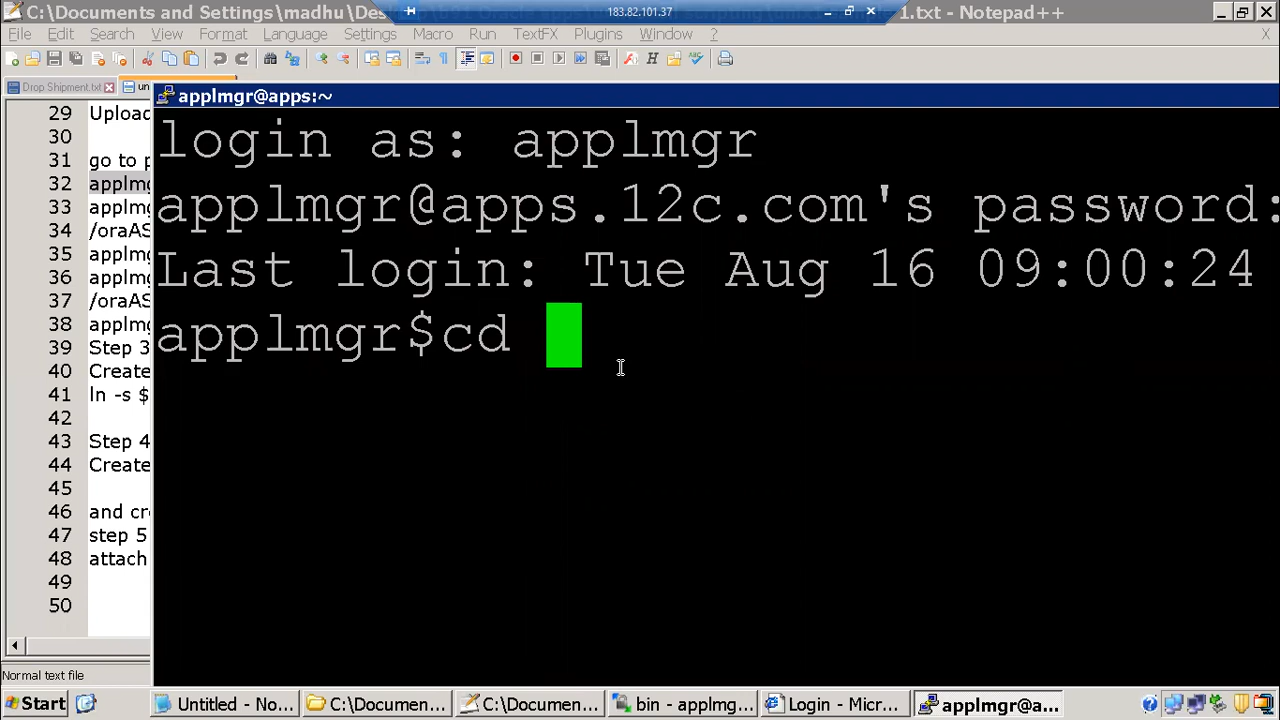 C:\Documents and Settings\madhu\De
183.82.101.37
1.txt - Notepad++
File Edit Search View Format Language Settings Macro Run TextFX Plugins Window ?
X
Drop Shipment.txt
un
applmgr@apps:~
login as: applmgr
applmgr@apps.12c.com's password:
Last login: Tue Aug 16 09:00:24
applmgr$cd
29 Upload
30
31 go to p
32 applmg
33 applmg
34 /oraAS
35 applmg
36 applmg
37 /oraAS
38 applmg
39 Step 3
40 Create
41 ln -s $
42
43 Step 4
44 Create
45
46 and cr
47 step 5
48 attach
49
50
Normal text file
Start
Untitled - No...
C:\Documen...
C:\Documen...
bin - applmg...
Login - Micr...
applmgr@a...